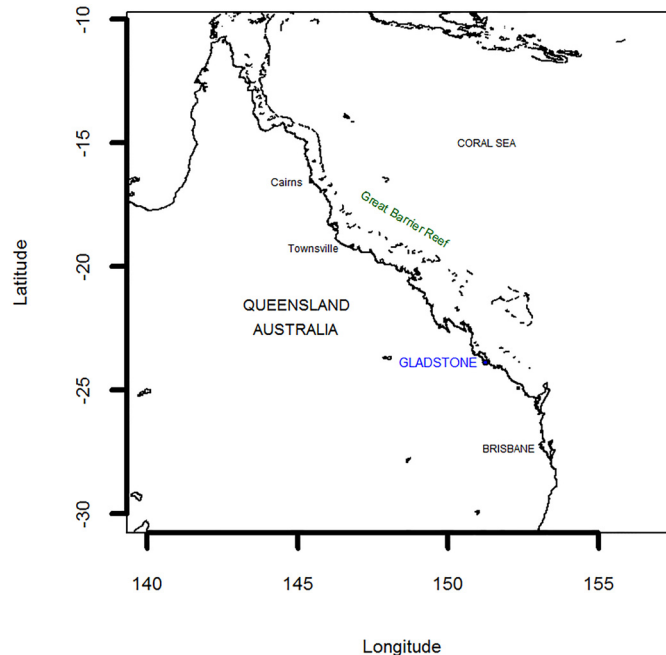 -10
-15
-20
-25
-30
Latitude
CORAL SEA
Cairns
Great Barrier Reef
Townsville
QUEENSLAND
AUSTRALIA
GLADSTONE
BRISBANE
140
145
150
155
Longitude